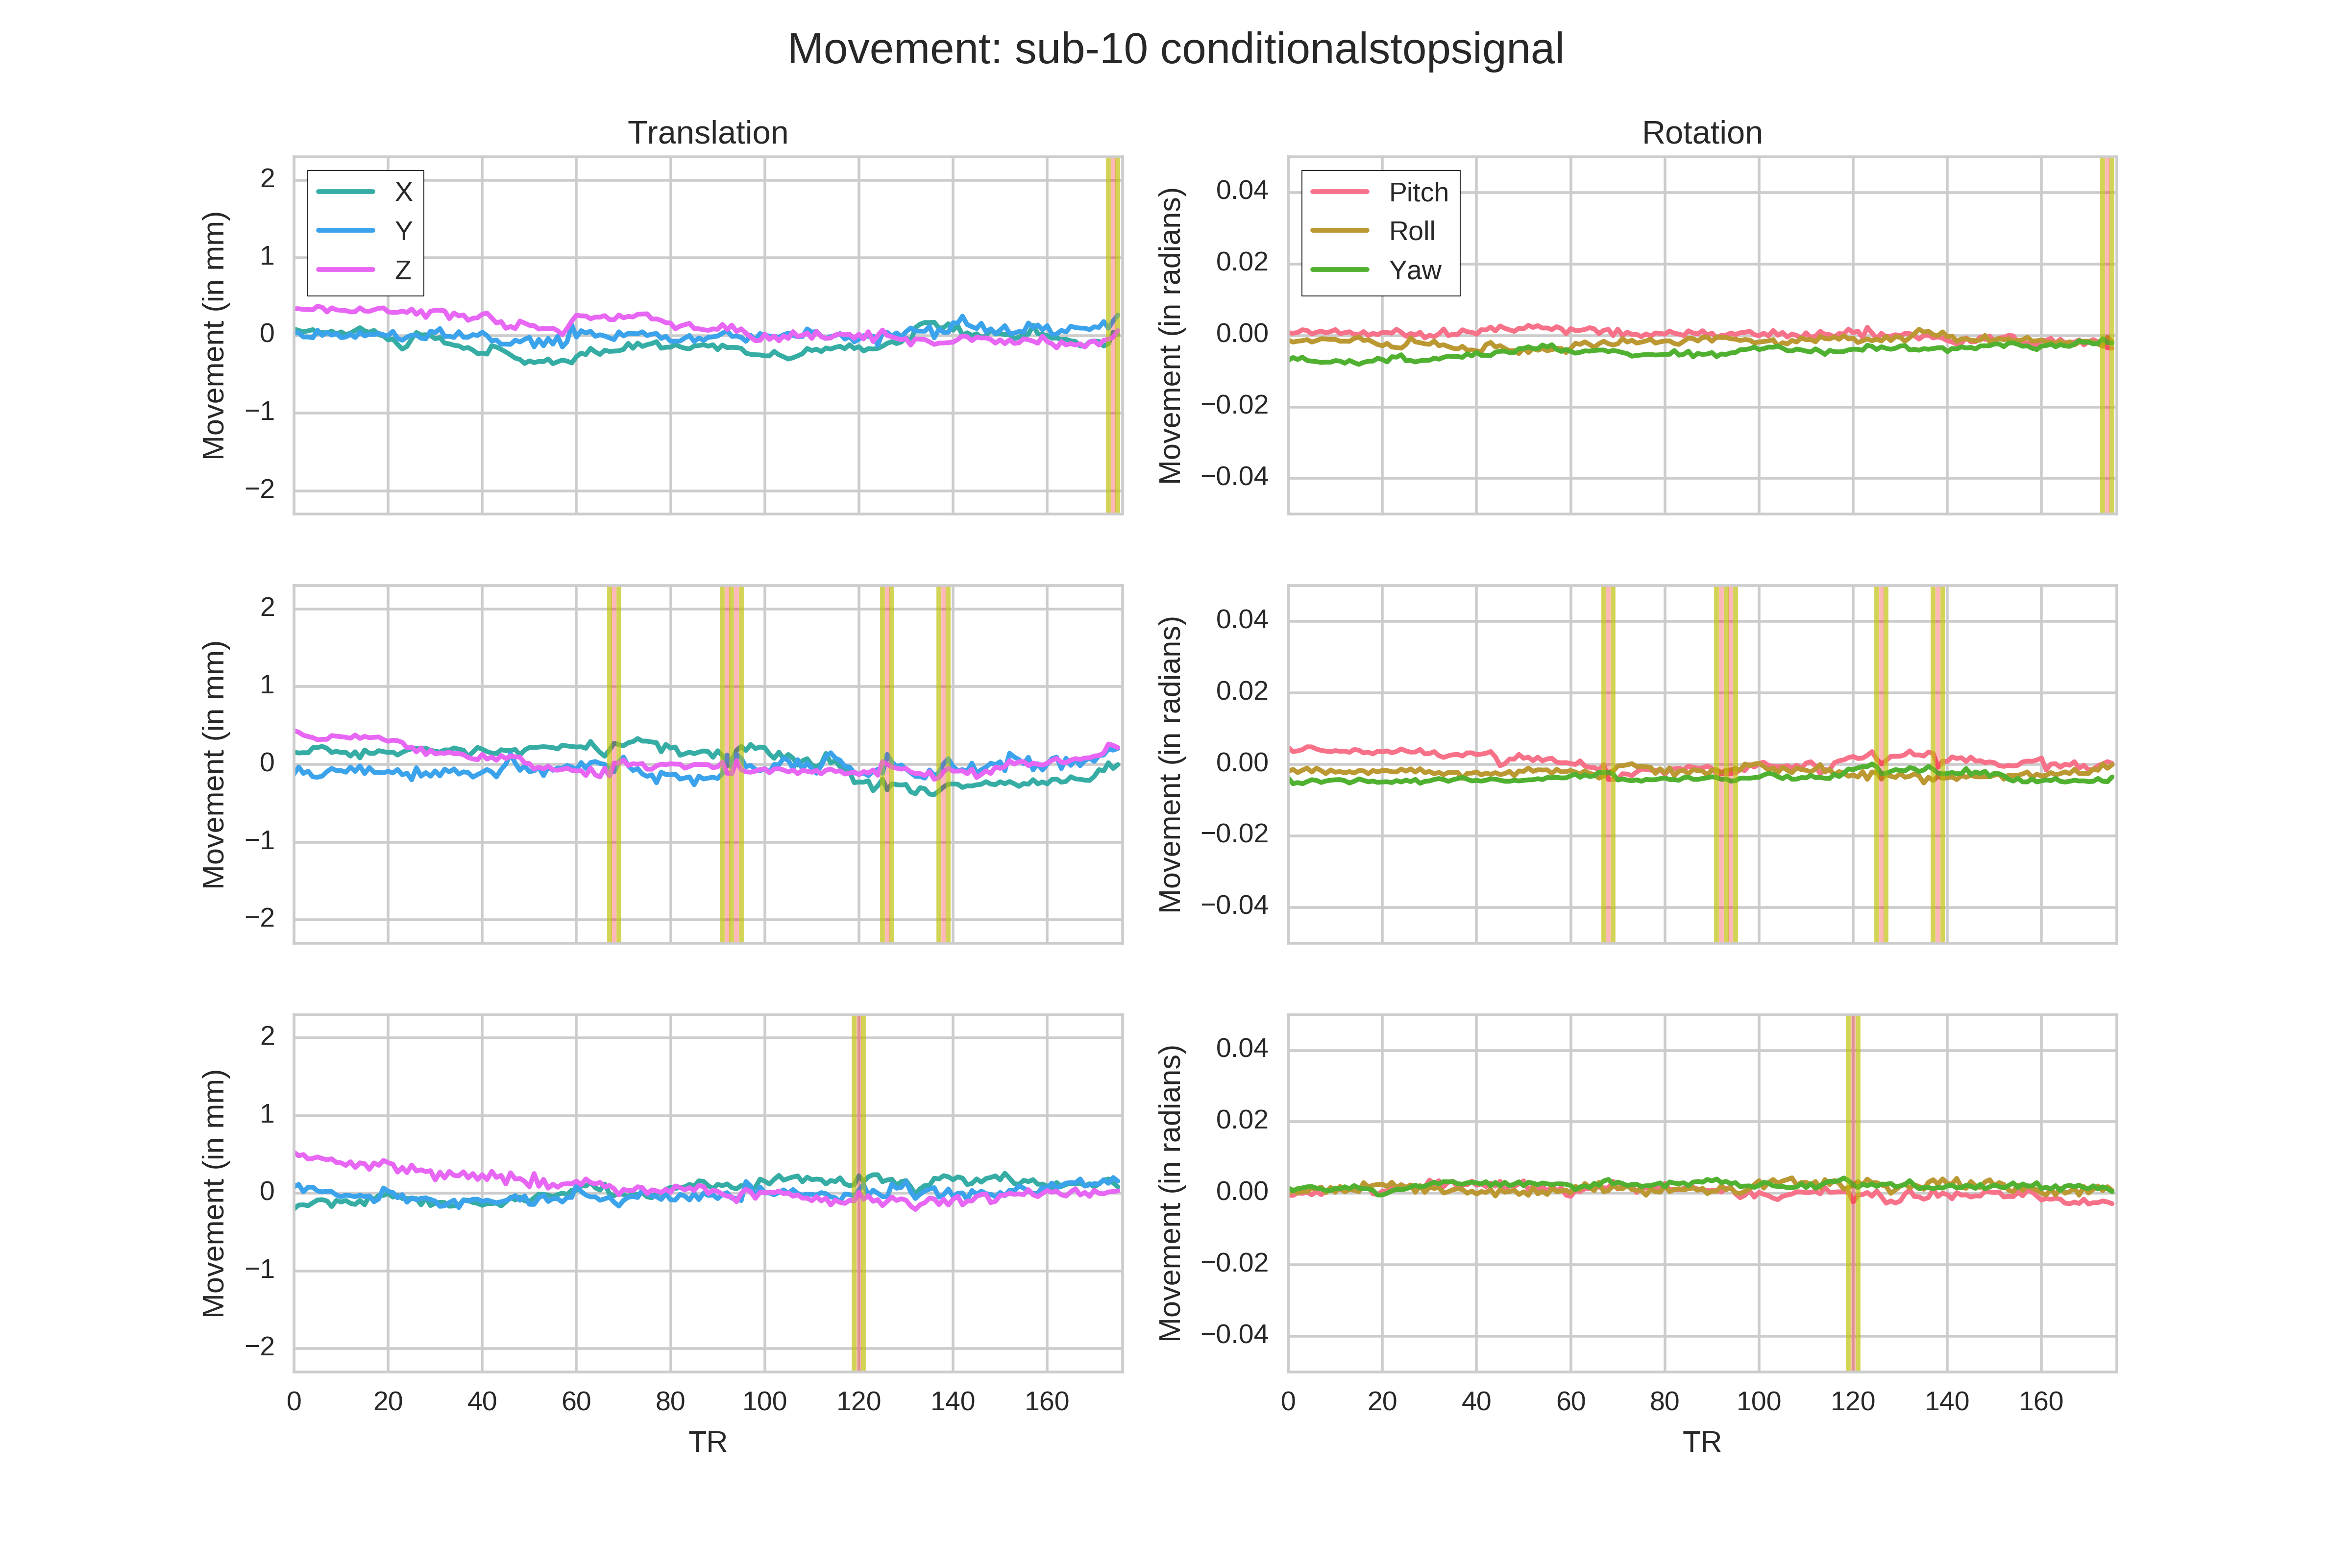 Movement: sub-10 conditionalstopsignal
Translation
Rotation
Movement (in mm)
2
1
0
−1
−2
X
Y
Z
Movement (in radians)
0.04
0.02
0.00
−0.02
−0.04
Pitch
Roll
Yaw
Movement (in mm)
2
1
0
−1
−2
Movement (in radians)
0.04
0.02
0.00
−0.02
−0.04
Movement (in mm)
2
1
0
−1
−2
0 20 40 60 80 100 120 140 160
TR
Movement (in radians)
0.04
0.02
0.00
−0.02
−0.04
0 20 40 60 80 100 120 140 160
TR